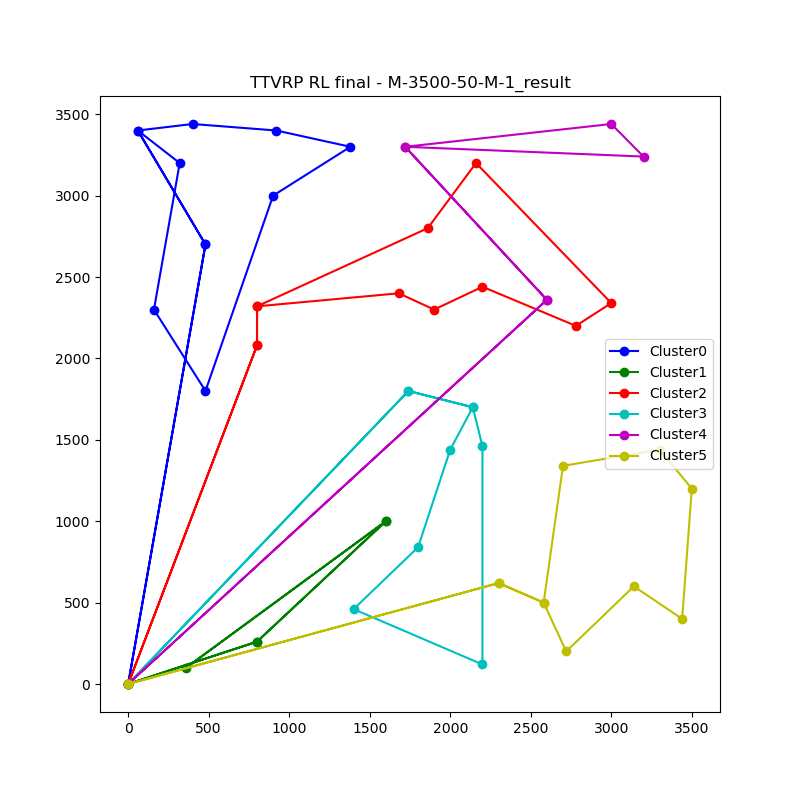 TTVRP RL final - M-3500-50-M-1_result
3500
3000
2500
2000
1500
1000
500
0
Cluster0
Cluster1
Cluster2
Cluster3
Cluster4
Cluster5
0 500 1000 1500 2000 2500 3000 3500